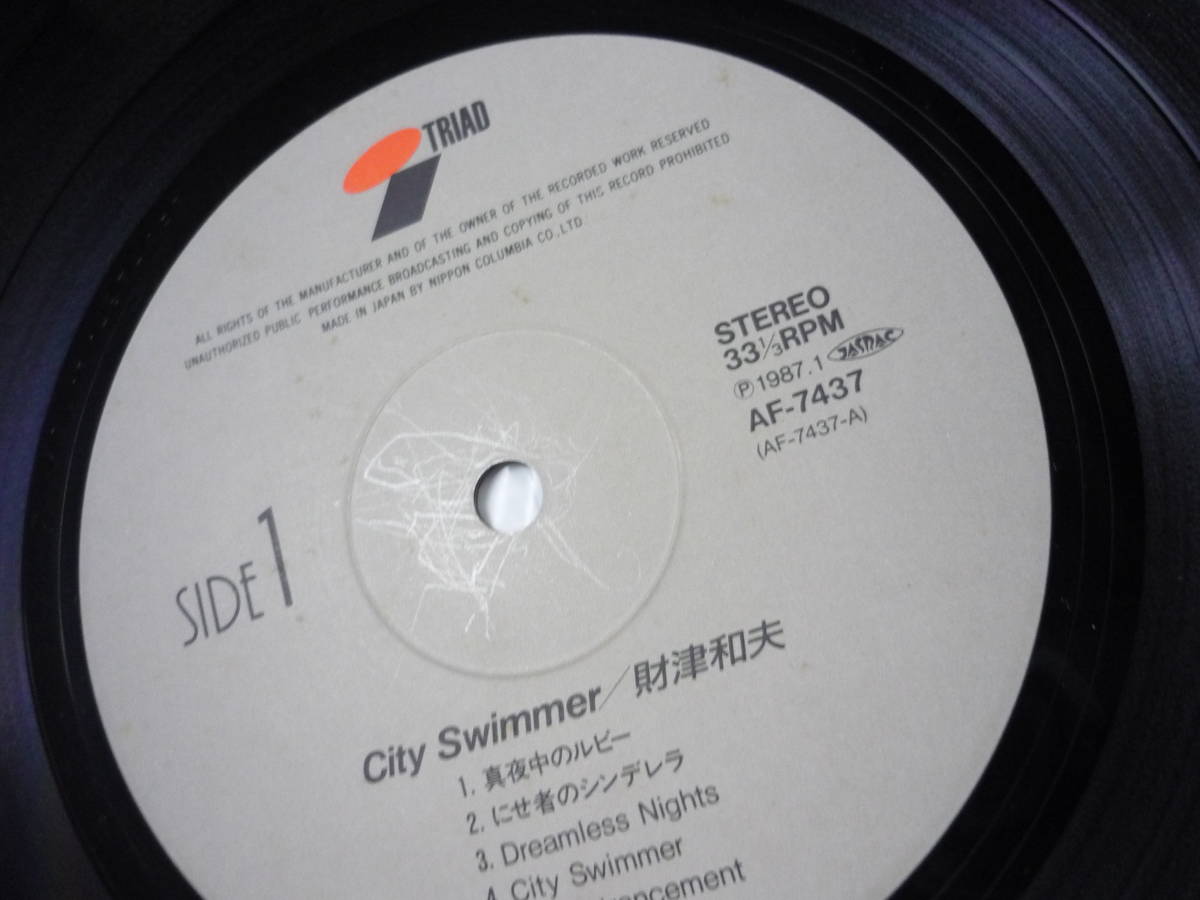 TRIAD
ALL RIGHTS OF THE MANUFACTURER AND OF THE OWNER OF THE RECORDED WORK RESERVED
UNAUTHORIZED PUBLIC PERFORMANCE BROADCASTING AND COPYING OF THIS RECORD PROHIBITED
MADE IN JAPAN BY NIPPON COLUMBIA CO., LTD
STEREO
33⅓RPM
Ⓟ1987.1 JASRAC
AF-7437
(AF-7437-A)
SIDE 1
City Swimmer/財津和夫
1. 真夜中のルビー
2. にせ者のシンデレラ
3. Dreamless Nights
4. City Swimmer